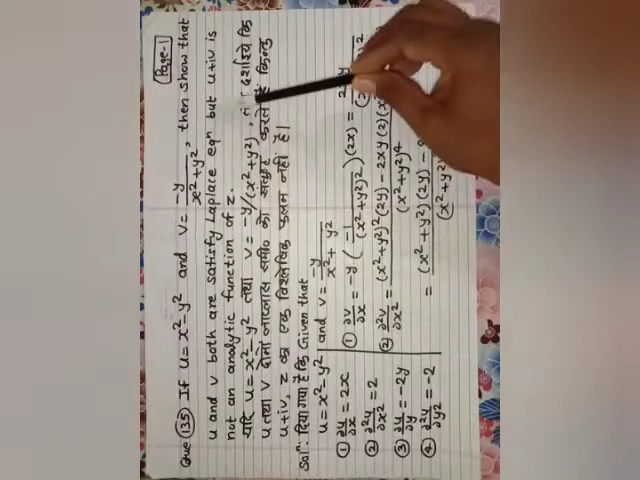 Page-1
Que (135) If u = x²-y² and v = -y/(x²+y²), then show that
u and v both are satisfy Laplace eqⁿ but u+iv is
not an analytic function of z.
यदि u = x²-y² तथा v = -y/(x²+y²). दर्शाइये कि
u तथा v दोनों लाप्लास समी० को सन्तुष्ट करते हैं किन्तु
u+iv, z का एक विश्लेषिक फलन नहीं है।
Solⁿ: दिया गया है कि Given that
u = x²-y² and v = -y/(x²+y²)
① ∂u/∂x = 2x
② ∂²u/∂x² = 2
③ ∂u/∂y = -2y
④ ∂²u/∂y² = -2
① ∂v/∂x = -y(-1/(x²+y²)²)(2x) =
② ∂²v/∂x² = (x²+y²)²(2y) - 2xy(2)(x
(x²+y²)⁴
= (x²+y²)(2y) -
(x²+y²)